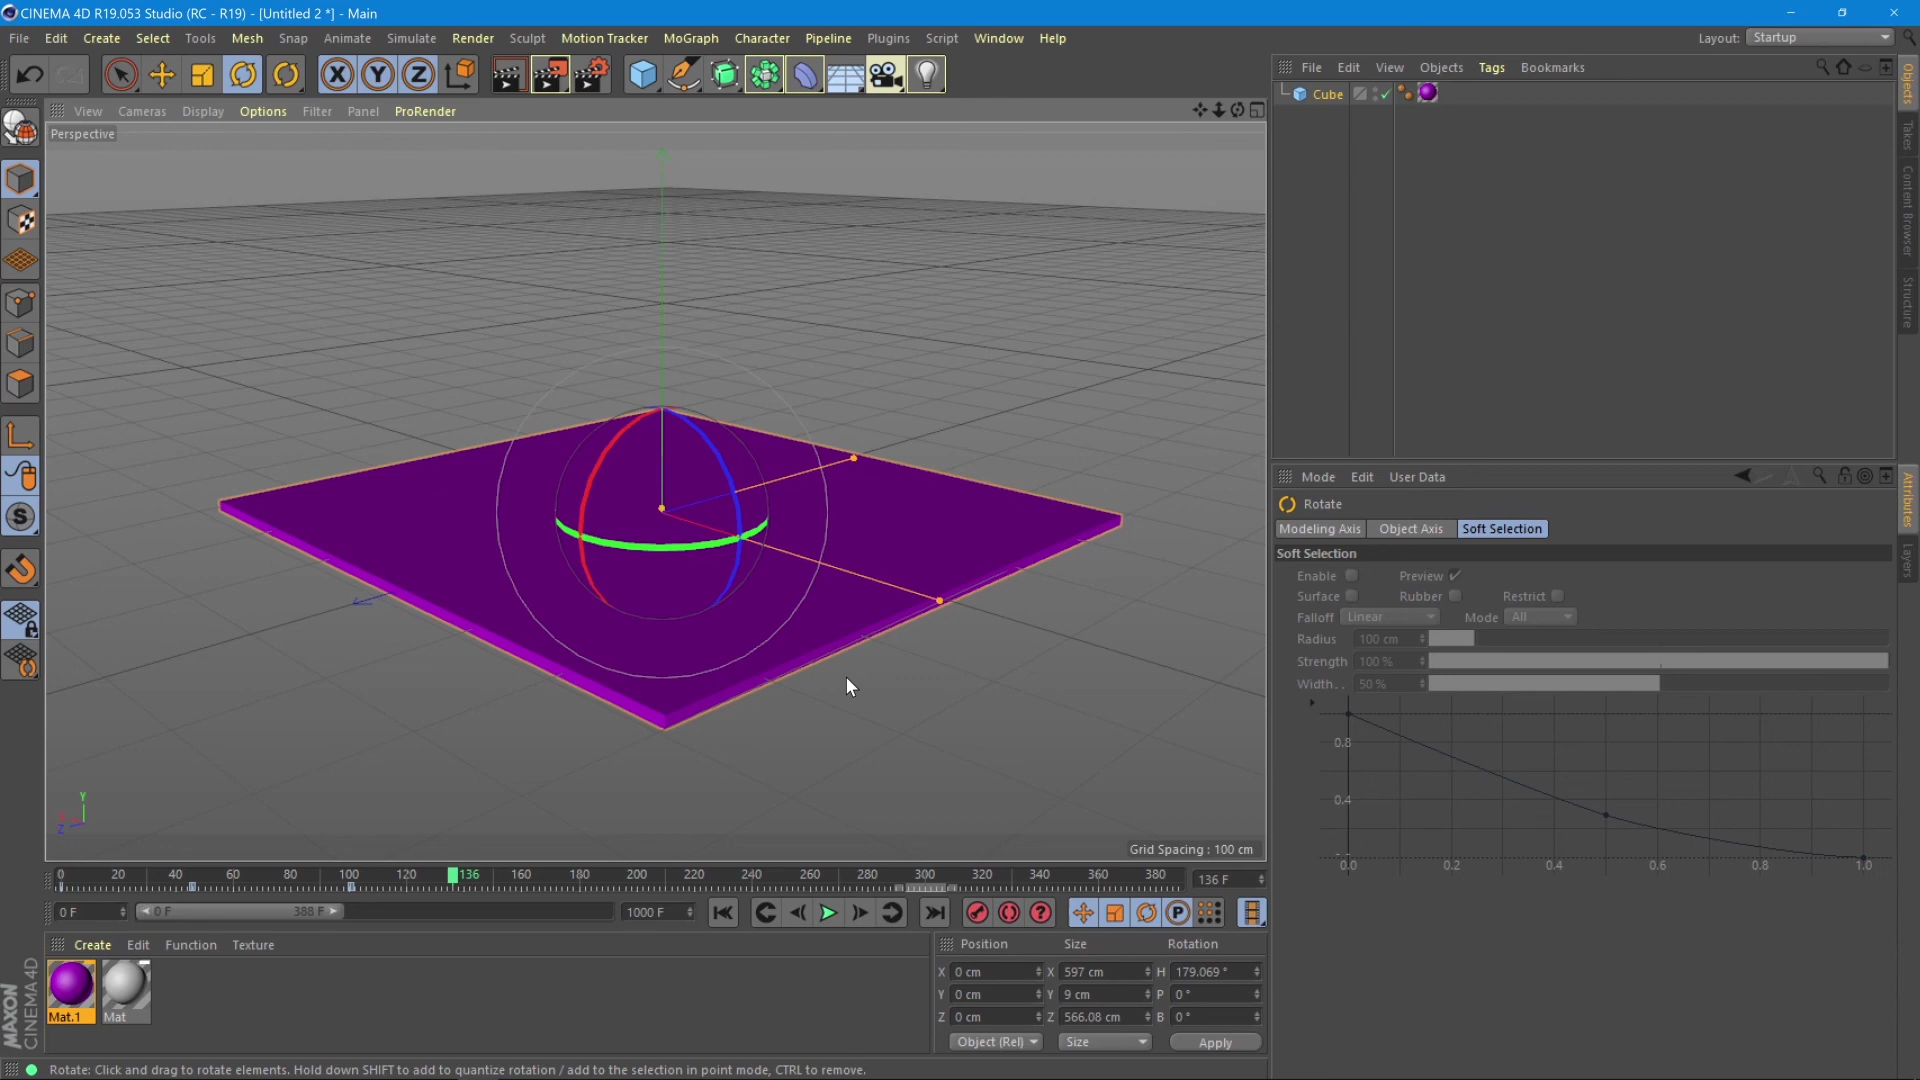 CINEMA 4D R19.053 Studio (RC - R19) - [Untitled 2 *] - Main
File Edit Create Select Tools Mesh Snap Animate Simulate Render Sculpt Motion Tracker MoGraph Character Pipeline Plugins Script Window Help Layout: Startup
X Y Z
File Edit View Objects Tags Bookmarks
Cube
View Cameras Display Options Filter Panel ProRender
Perspective
Objects
Takes
Content Browser
Structure
Mode Edit User Data
Rotate
Modeling Axis Object Axis Soft Selection
Soft Selection
Enable Preview
Surface Rubber Restrict
Falloff Linear Mode All
Radius 100 cm
Strength 100 %
Width . . 50 %
0.8
0.4
0.0 0.2 0.4 0.6 0.8 1.0
Attributes
Layers
S
Y
X
Z
Grid Spacing : 100 cm
0 20 40 60 80 100 120 136 160 180 200 220 240 260 280 300 320 340 360 380 136 F
0 F 0 F 388 F 1000 F P
Create Edit Function Texture
Mat.1 Mat
Position Size Rotation
X 0 cm X 597 cm H 179.069 °
Y 0 cm Y 9 cm P 0 °
Z 0 cm Z 566.08 cm B 0 °
Object (Rel) Size Apply
MAXON
CINEMA 4D
Rotate: Click and drag to rotate elements. Hold down SHIFT to add to quantize rotation / add to the selection in point mode, CTRL to remove.